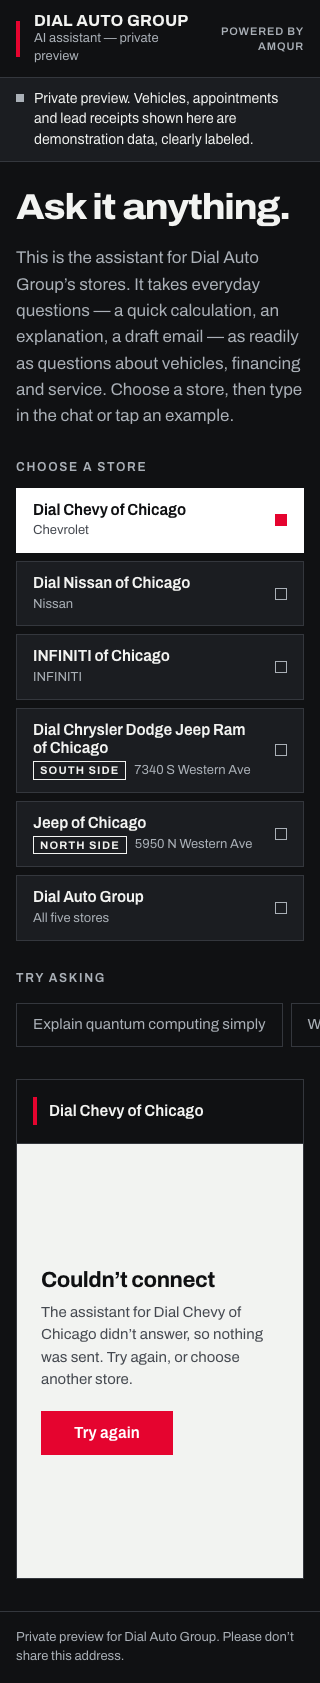 DIAL AUTO GROUP
AI assistant — private
preview
POWERED BY
AMQUR
Private preview. Vehicles, appointments
and lead receipts shown here are
demonstration data, clearly labeled.
Ask it anything.
This is the assistant for Dial Auto
Group’s stores. It takes everyday
questions — a quick calculation, an
explanation, a draft email — as readily
as questions about vehicles, financing
and service. Choose a store, then type
in the chat or tap an example.
CHOOSE A STORE
Dial Chevy of Chicago
Chevrolet
Dial Nissan of Chicago
Nissan
INFINITI of Chicago
INFINITI
Dial Chrysler Dodge Jeep Ram
of Chicago
SOUTH SIDE 7340 S Western Ave
Jeep of Chicago
NORTH SIDE 5950 N Western Ave
Dial Auto Group
All five stores
TRY ASKING
Explain quantum computing simply
Dial Chevy of Chicago
Couldn’t connect
The assistant for Dial Chevy of
Chicago didn’t answer, so nothing
was sent. Try again, or choose
another store.
Try again
Private preview for Dial Auto Group. Please don’t
share this address.